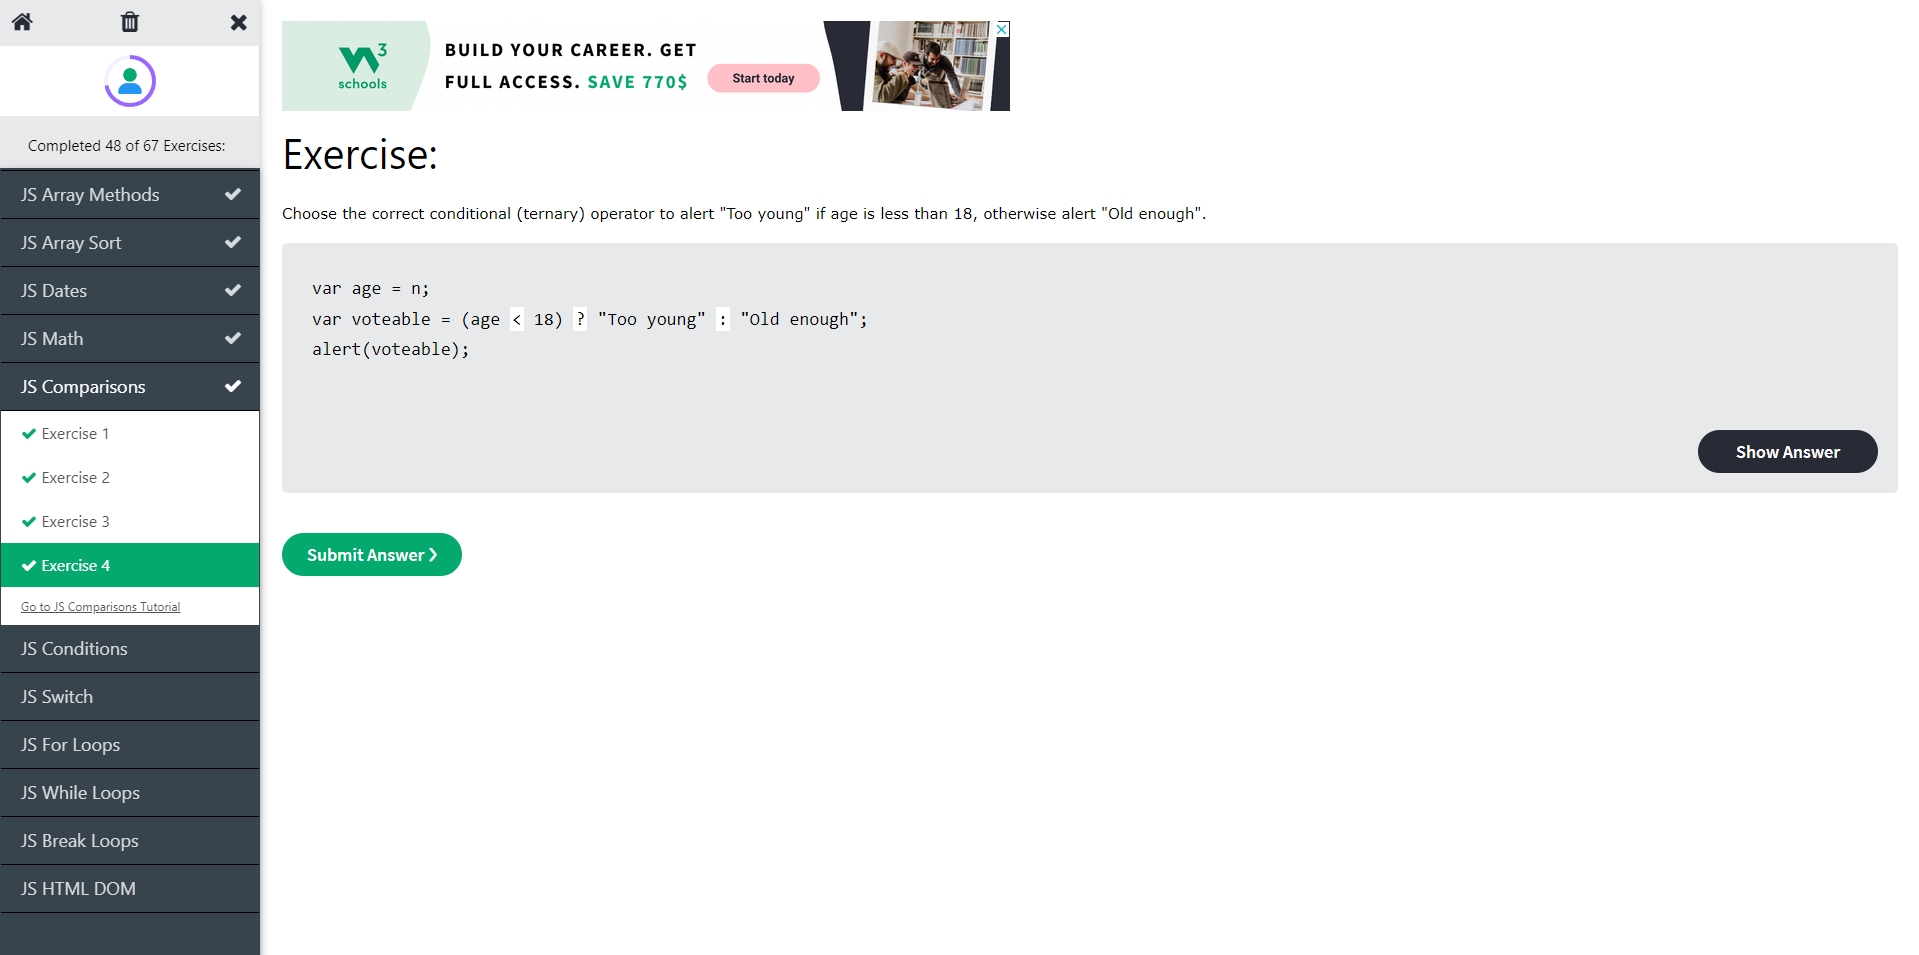 Completed 48 of 67 Exercises:
JS Array Methods
JS Array Sort
JS Dates
JS Math
JS Comparisons
Exercise 1
Exercise 2
Exercise 3
Exercise 4
Go to JS Comparisons Tutorial
JS Conditions
JS Switch
JS For Loops
JS While Loops
JS Break Loops
JS HTML DOM
W3
schools
BUILD YOUR CAREER. GET
FULL ACCESS. SAVE 770$
Start today
Exercise:
Choose the correct conditional (ternary) operator to alert "Too young" if age is less than 18, otherwise alert "Old enough".
var age = n;
var voteable = (age < 18) ? "Too young" : "Old enough";
alert(voteable);
Show Answer
Submit Answer ❯